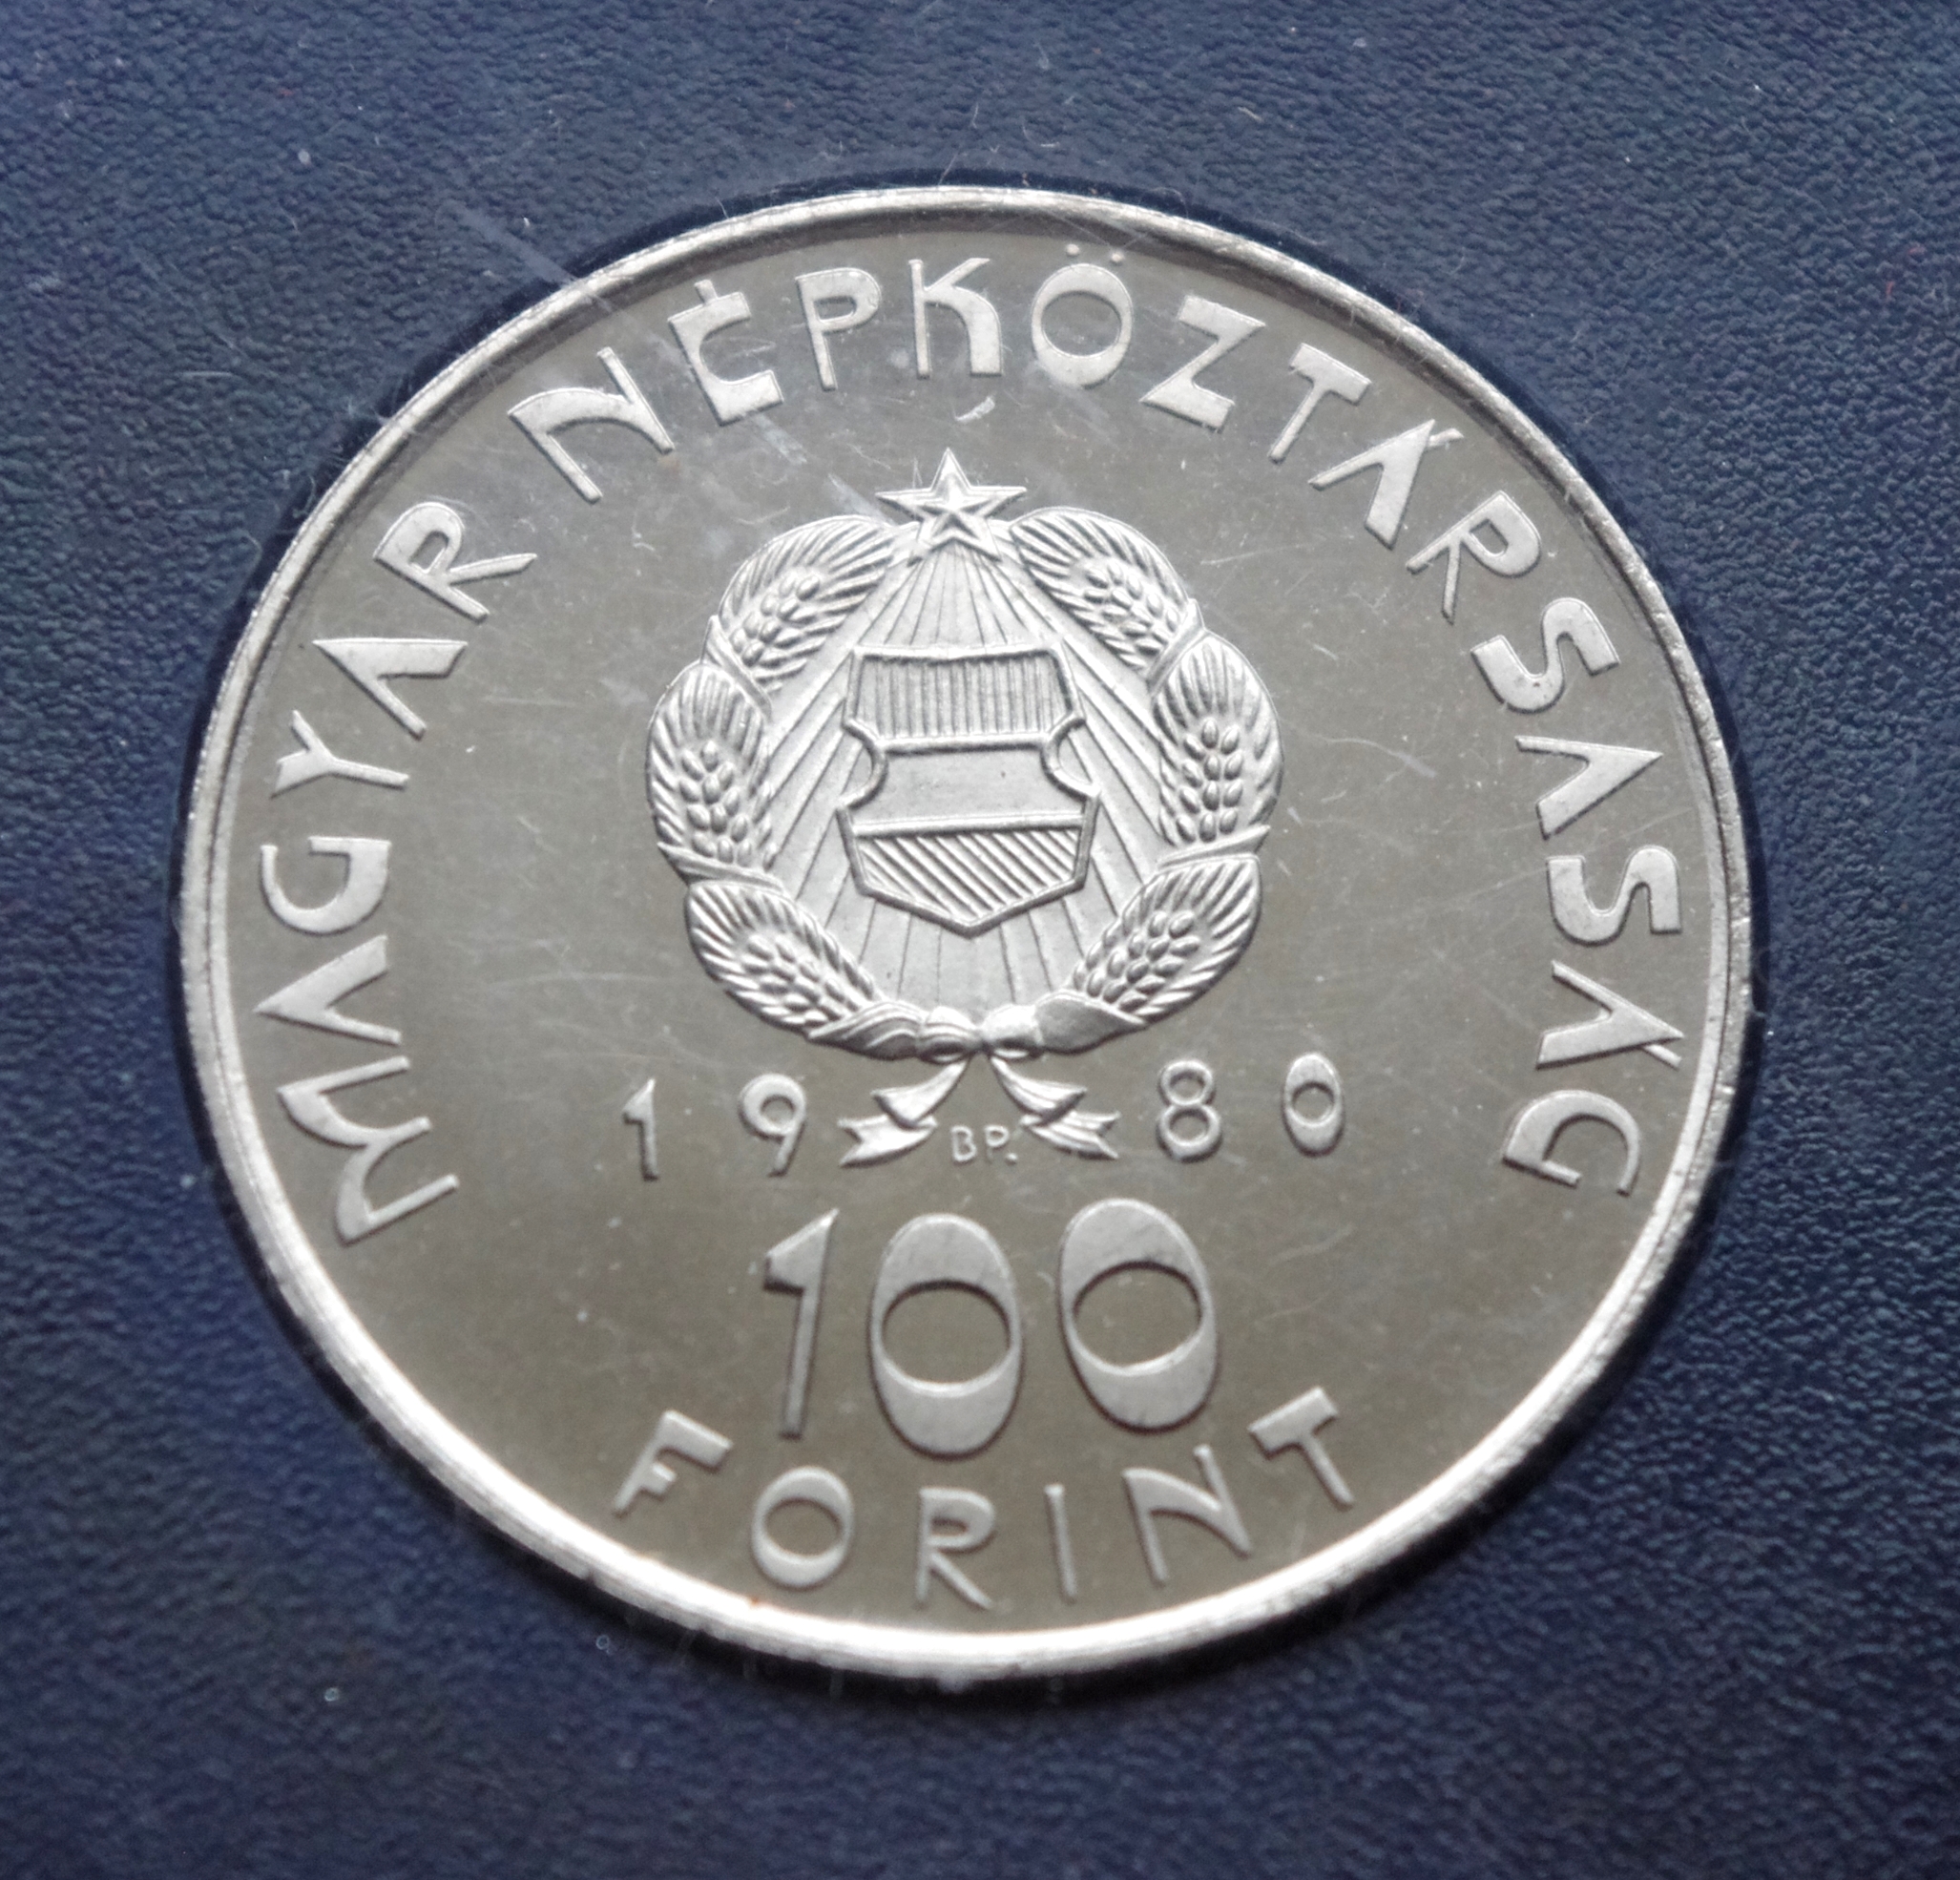 MAGYAR NÉPKÖZTÁRSASÁG
1980
BP.
100
FORINT